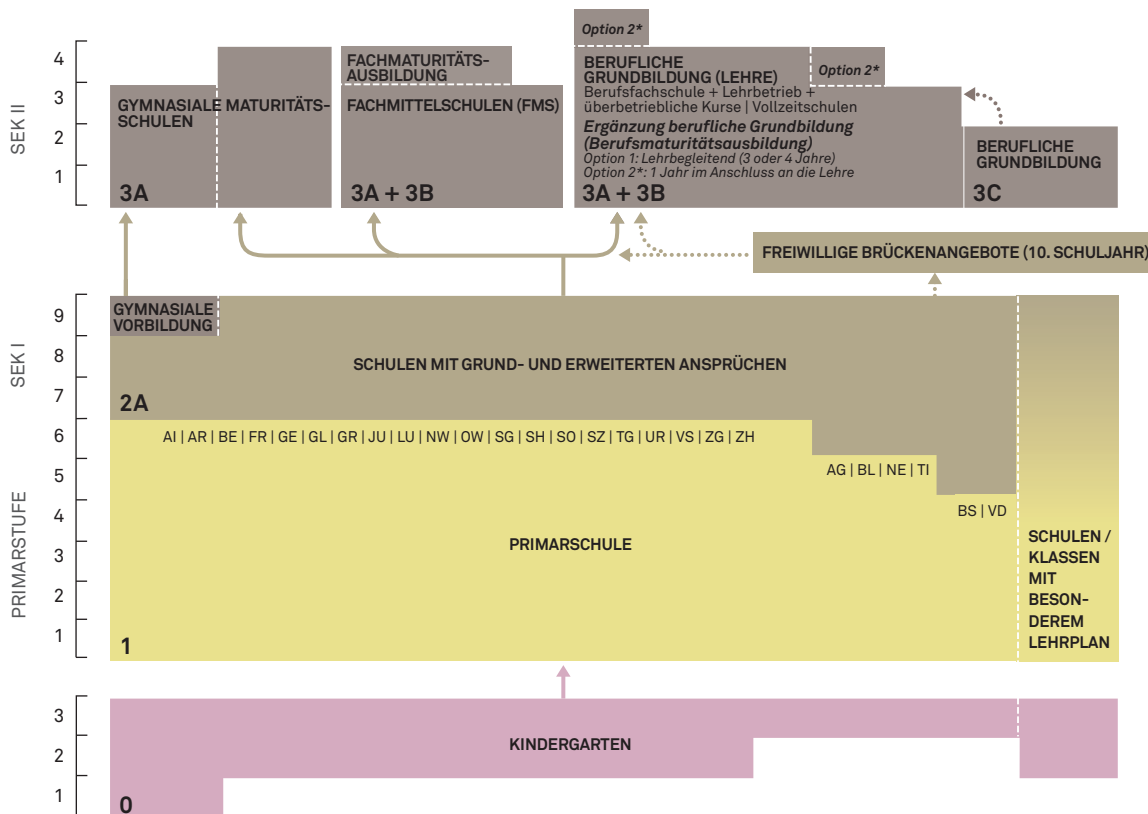 SEK II
4
3
2
1
GYMNASIALE MATURITÄTS-
SCHULEN
3A
FACHMATURITÄTS-
AUSBILDUNG
FACHMITTELSCHULEN (FMS)
3A + 3B
Option 2*
BERUFLICHE
GRUNDBILDUNG (LEHRE)
Berufsfachschule + Lehrbetrieb +
überbetriebliche Kurse | Vollzeitschulen
Ergänzung berufliche Grundbildung
(Berufsmaturitätsausbildung)
Option 1: Lehrbegleitend (3 oder 4 Jahre)
Option 2*: 1 Jahr im Anschluss an die Lehre
3A + 3B
Option 2*
BERUFLICHE
GRUNDBILDUNG
3C
FREIWILLIGE BRÜCKENANGEBOTE (10. SCHULJAHR)
SEK I
9
8
7
GYMNASIALE
VORBILDUNG
SCHULEN MIT GRUND- UND ERWEITERTEN ANSPRÜCHEN
2A
PRIMARSTUFE
6
5
4
3
2
1
AI | AR | BE | FR | GE | GL | GR | JU | LU | NW | OW | SG | SH | SO | SZ | TG | UR | VS | ZG | ZH
AG | BL | NE | TI
BS | VD
PRIMARSCHULE
1
SCHULEN /
KLASSEN
MIT
BESON-
DEREM
LEHRPLAN
3
2
1
KINDERGARTEN
0